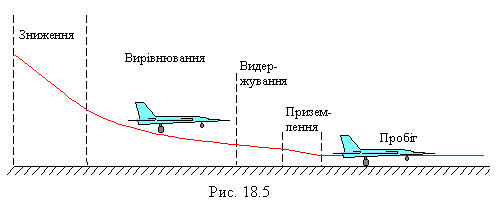 Зниження
Вирівнювання
Видер-
жування
Призем-
лення
Пробіг
Рис. 18.5